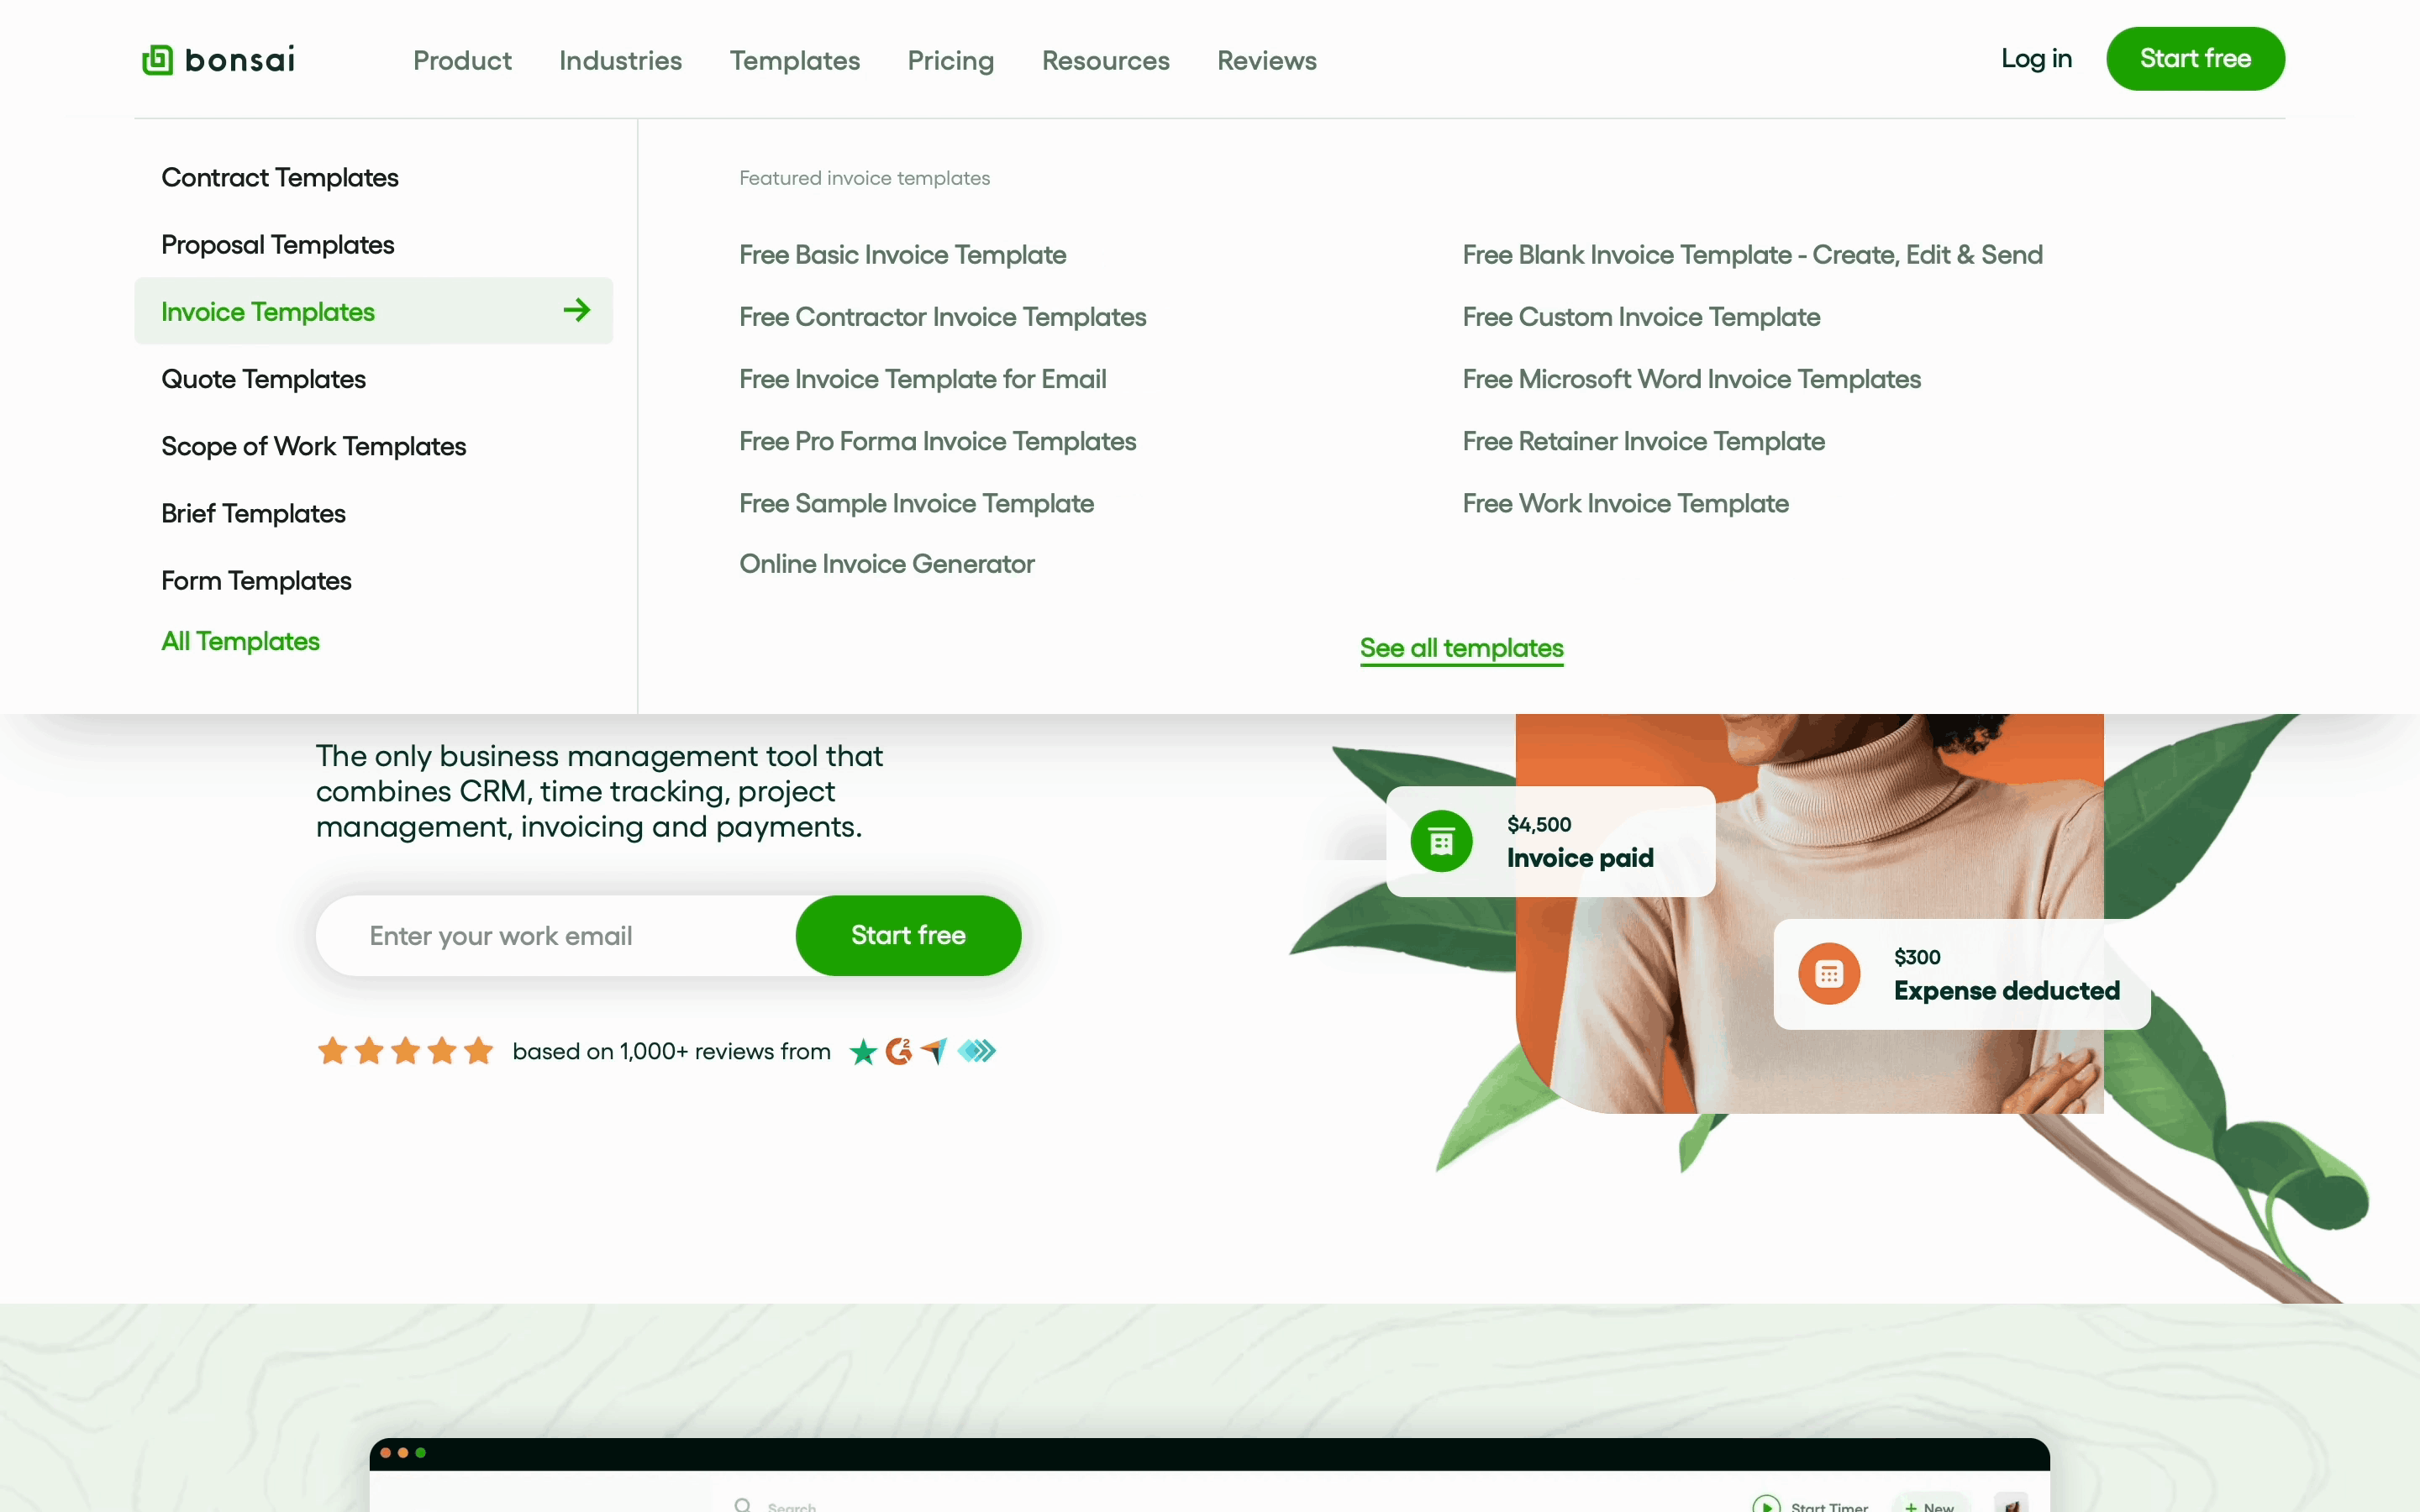 bonsai
Product
Industries
Templates
Pricing
Resources
Reviews
Log in
Start free
Contract Templates
Proposal Templates
Invoice Templates
Quote Templates
Scope of Work Templates
Brief Templates
Form Templates
All Templates
Featured invoice templates
Free Basic Invoice Template
Free Contractor Invoice Templates
Free Invoice Template for Email
Free Pro Forma Invoice Templates
Free Sample Invoice Template
Online Invoice Generator
Free Blank Invoice Template - Create, Edit & Send
Free Custom Invoice Template
Free Microsoft Word Invoice Templates
Free Retainer Invoice Template
Free Work Invoice Template
See all templates
The only business management tool that
combines CRM, time tracking, project
management, invoicing and payments.
Enter your work email
Start free
based on 1,000+ reviews from
$4,500
Invoice paid
$300
Expense deducted
Search
Start Timer
+ New